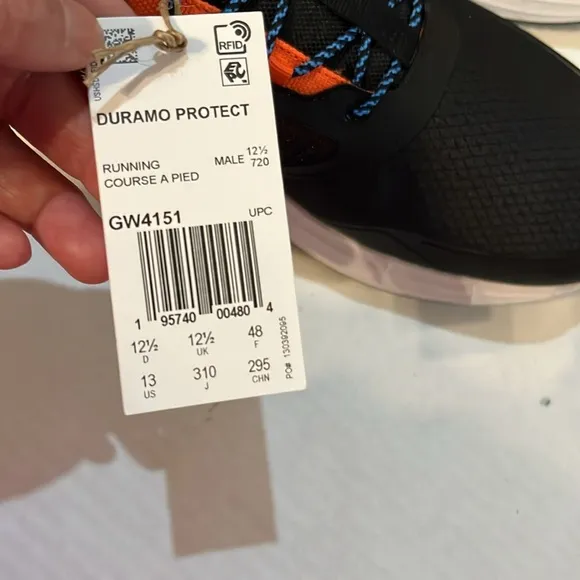 RFID
DURAMO PROTECT
RUNNING
COURSE A PIED
MALE 12½
720
GW4151
UPC
1 95740 00480 4
12½ 12½ 48
D UK F
13 310 295
US J CHN
PO# 130392095